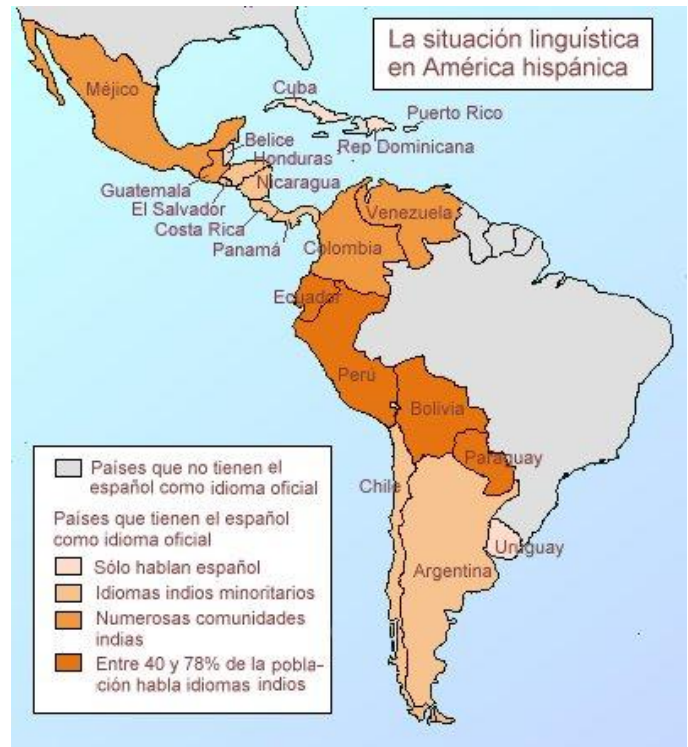 La situación linguística
en América hispánica
Méjico
Cuba
Puerto Rico
Rep Dominicana
Belice
Honduras
Nicaragua
Guatemala
El Salvador
Costa Rica
Panamá
Venezuela
Colombia
Ecuador
Perú
Bolivia
Paraguay
Chile
Uruguay
Argentina
Países que no tienen el
español como idioma oficial
Países que tienen el español
como idioma oficial
Sólo hablan español
Idiomas indios minoritarios
Numerosas comunidades
indias
Entre 40 y 78% de la pobla-
ción habla idiomas indios